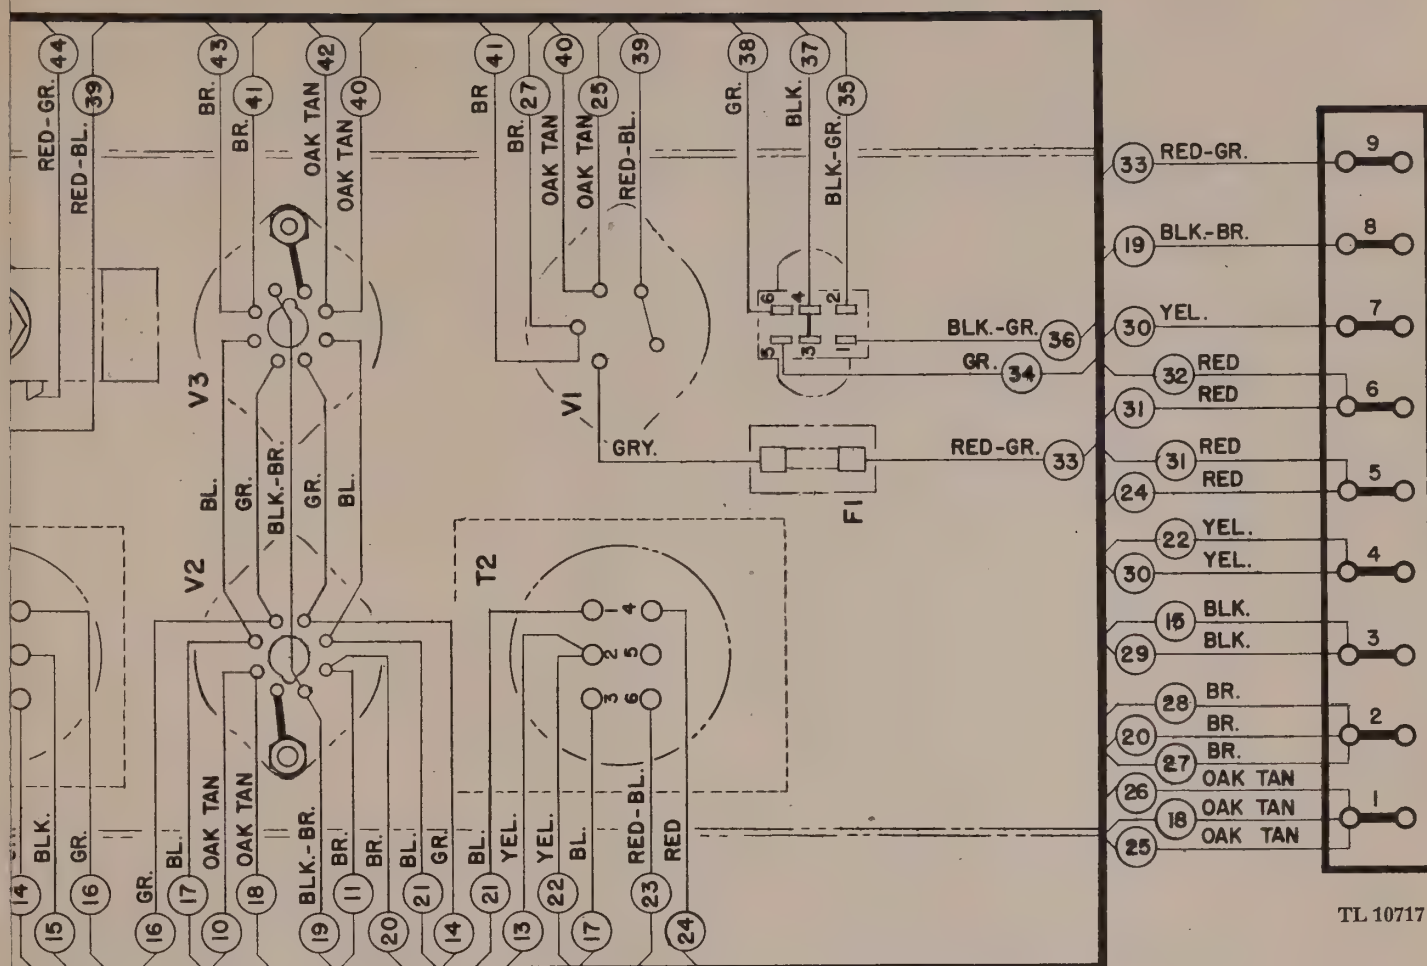 44
43
42
41
40
39
38
37
27
25
35
39
41
40
RED-GR.
RED-BL.
BR.
BR.
OAK TAN
OAK TAN
BR
BR.
OAK TAN
OAK TAN
RED-BL.
GR.
BLK.
BLK.-GR.
6 4 2
5 3 1
BLK.-GR. 36
GR. 34
V3
V1
GRY.
RED-GR. 33
F1
BL.
GR.
BLK.-BR.
GR.
BL.
V2
T2
1 4
2 5
3 6
BLK.
GR.
GR.
BL.
OAK TAN
OAK TAN
BLK.-BR.
BR.
BR.
BL.
GR.
BL.
YEL.
YEL.
BL.
RED-BL.
RED
14
16
17
18
11
21
21
22
23
15
16
10
19
20
14
13
17
24
33 RED-GR. 9
19 BLK.-BR. 8
30 YEL. 7
32 RED
31 RED 6
31 RED
24 RED 5
22 YEL.
30 YEL. 4
15 BLK.
29 BLK. 3
28 BR.
20 BR. 2
27 BR.
26 OAK TAN
18 OAK TAN 1
25 OAK TAN
TL 10717